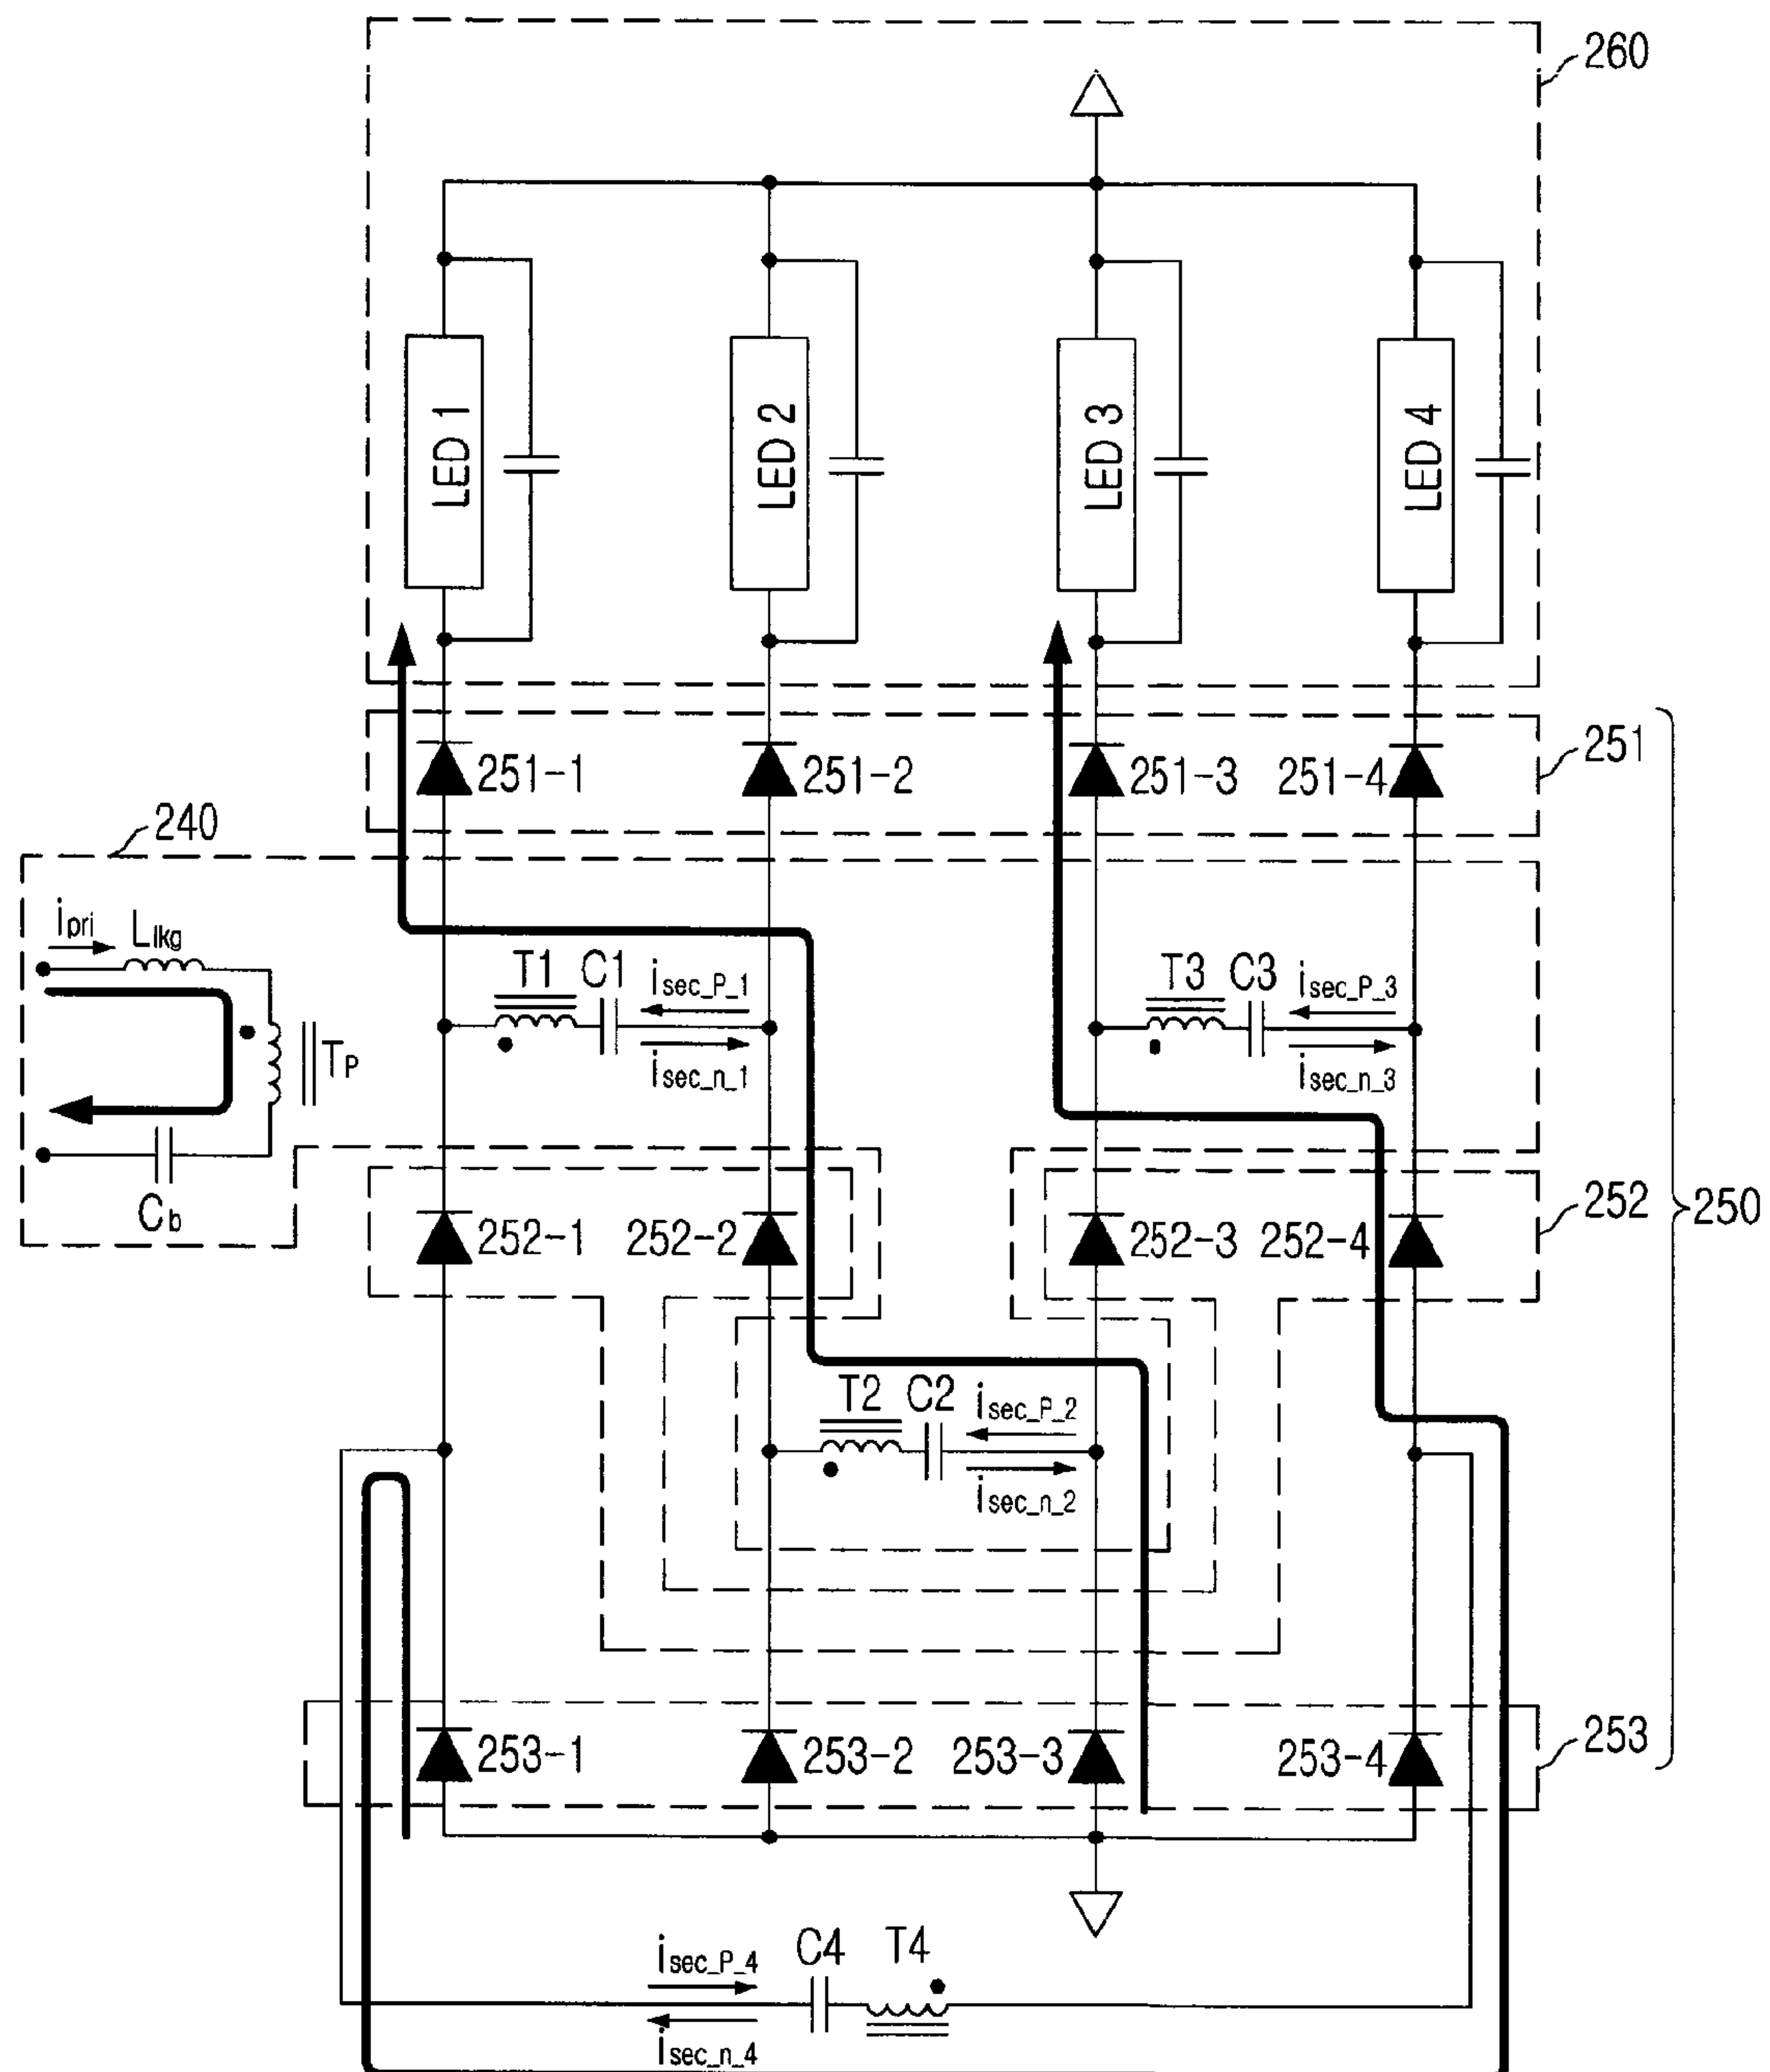 260
LED 1
LED 2
LED 3
LED 4
251-1
251-2
251-3
251-4
251
240
ipri
Llkg
TP
Cb
T1
C1
isec_P_1
isec_n_1
T3
C3
isec_P_3
isec_n_3
252-1
252-2
252-3
252-4
252
250
T2
C2
isec_P_2
isec_n_2
253-1
253-2
253-3
253-4
253
isec_P_4
isec_n_4
C4
T4